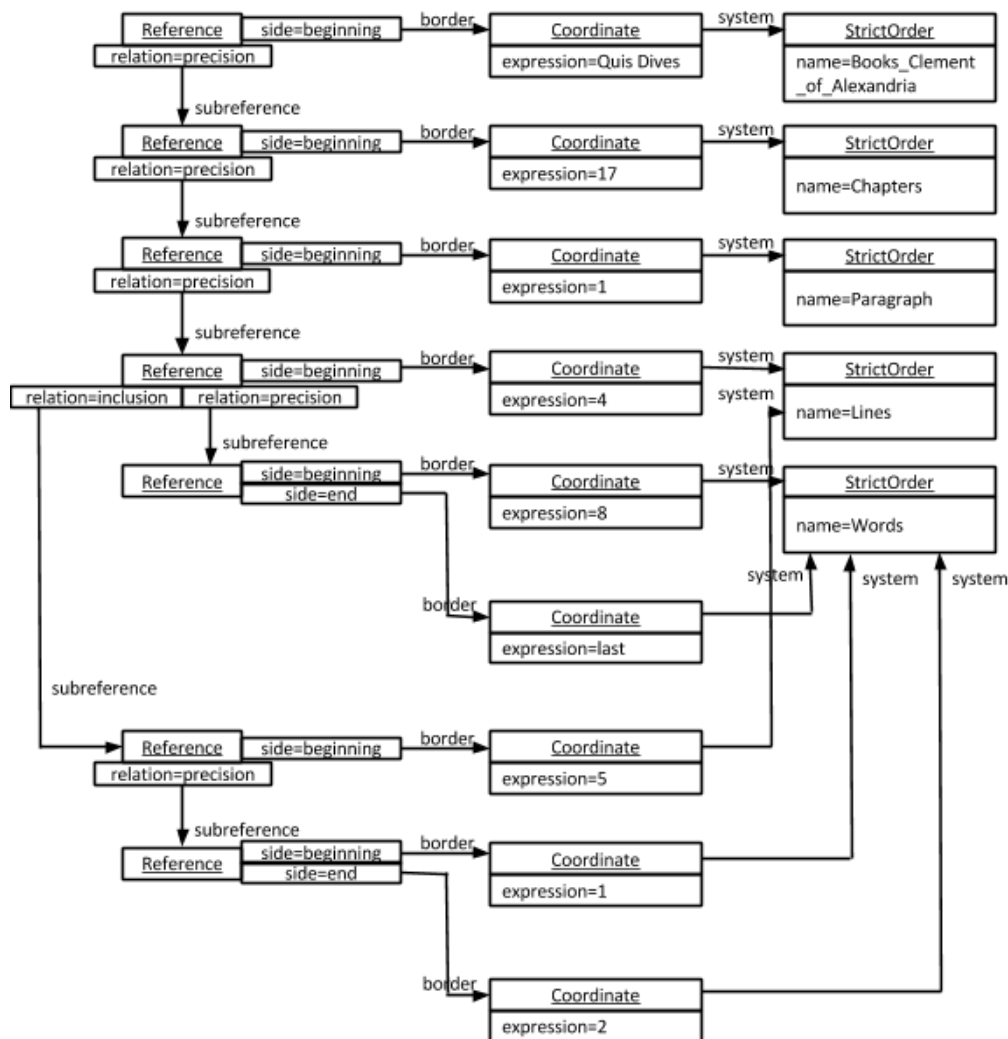 Reference side=beginning border Coordinate system StrictOrder
relation=precision expression=Quis Dives name=Books_Clement
_of_Alexandria
subreference
Reference side=beginning border Coordinate system StrictOrder
relation=precision expression=17 name=Chapters
subreference
Reference side=beginning border Coordinate system StrictOrder
relation=precision expression=1 name=Paragraph
subreference
Reference side=beginning border Coordinate system StrictOrder
relation=inclusion relation=precision expression=4 system name=Lines
subreference
Reference side=beginning border Coordinate system StrictOrder
side=end expression=8 name=Words
system system system
border Coordinate
expression=last
subreference
Reference side=beginning border Coordinate
relation=precision expression=5
subreference
Reference side=beginning border Coordinate
side=end expression=1
border Coordinate
expression=2